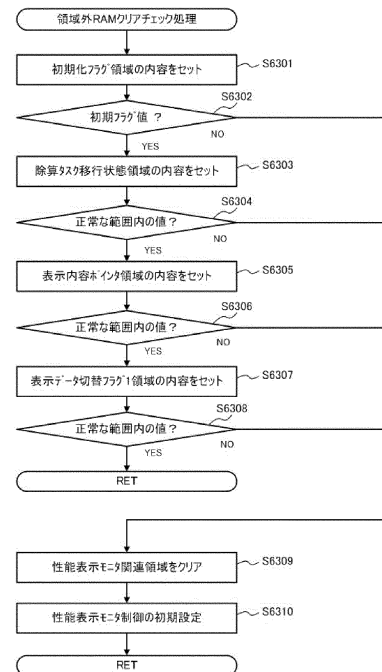 領域外RAMクリアチェック処理
初期化フラグ領域の内容をセット
S6301
S6302
初期フラグ値 ?
NO
YES
除算タスク移行状態領域の内容をセット
S6303
S6304
正常な範囲内の値 ?
NO
YES
表示内容ポインタ領域の内容をセット
S6305
S6306
正常な範囲内の値 ?
NO
YES
表示データ切替フラグ1領域の内容をセット
S6307
S6308
正常な範囲内の値 ?
NO
YES
RET
性能表示モニタ関連領域をクリア
S6309
性能表示モニタ制御の初期設定
S6310
RET